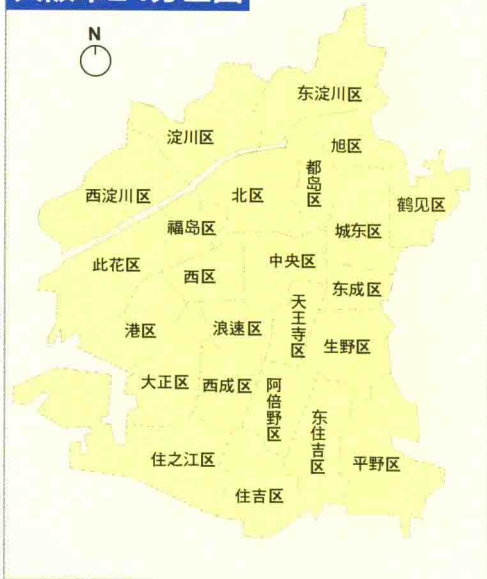 N
东淀川区
淀川区
旭区
都岛区
西淀川区
北区
鹤见区
福岛区
城东区
此花区
中央区
西区
东成区
天王寺区
港区
浪速区
生野区
大正区
西成区
阿倍野区
东住吉区
住之江区
平野区
住吉区